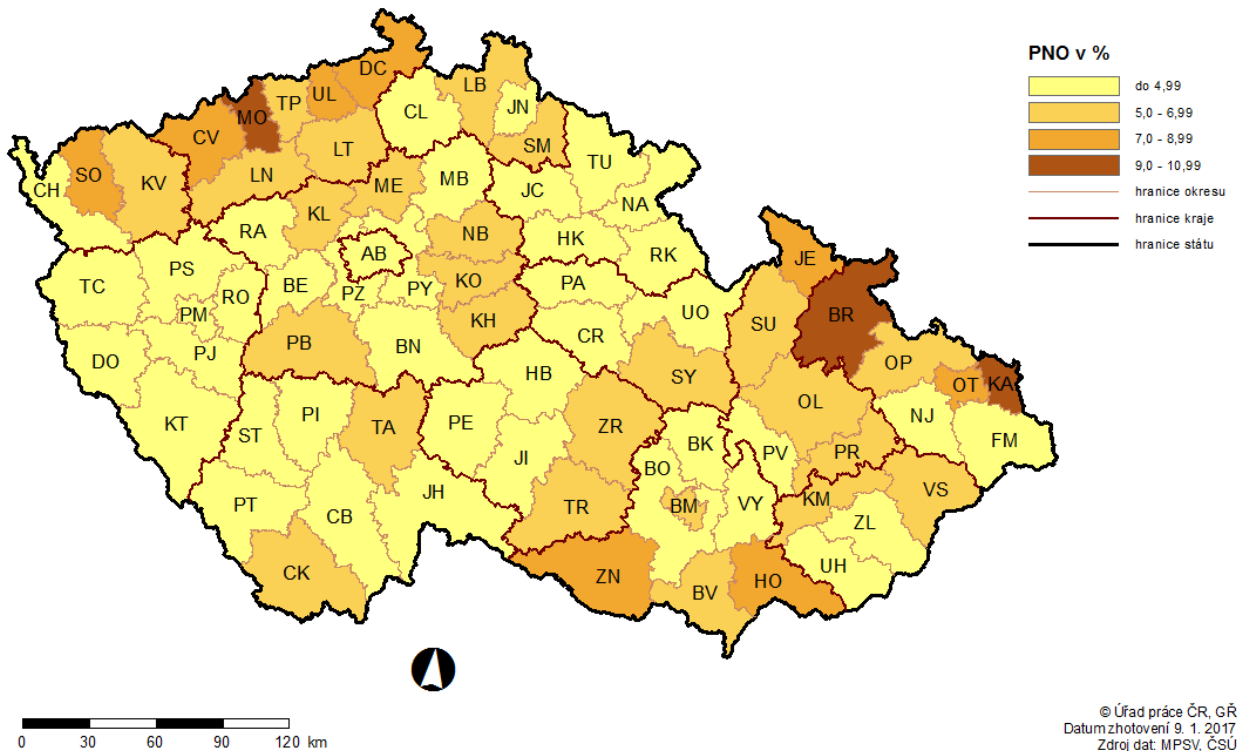 PNO v %
do 4,99
5,0 - 6,99
7,0 - 8,99
9,0 - 10,99
hranice okresu
hranice kraje
hranice státu
DC
UL
TP
MO
CV
LB
JN
CL
SM
LT
TU
SO
KV
LN
CH
ME
MB
JC
NA
KL
RA
NB
HK
RK
AB
JE
PS
BE
TC
RO
PZ
PY
KO
PA
PM
UO
BR
SU
KH
CR
PB
BN
PJ
DO
OP
HB
SY
OT
KA
OL
NJ
PI
KT
ST
TA
PE
ZR
FM
BK
PV
PR
JI
BO
VS
JH
KM
PT
CB
TR
BM
VY
ZL
UH
CK
ZN
BV
HO
0 30 60 90 120 km
© Úřad práce ČR, GŘ
Datum zhotovení 9. 1. 2017
Zdroj dat: MPSV, ČSÚ